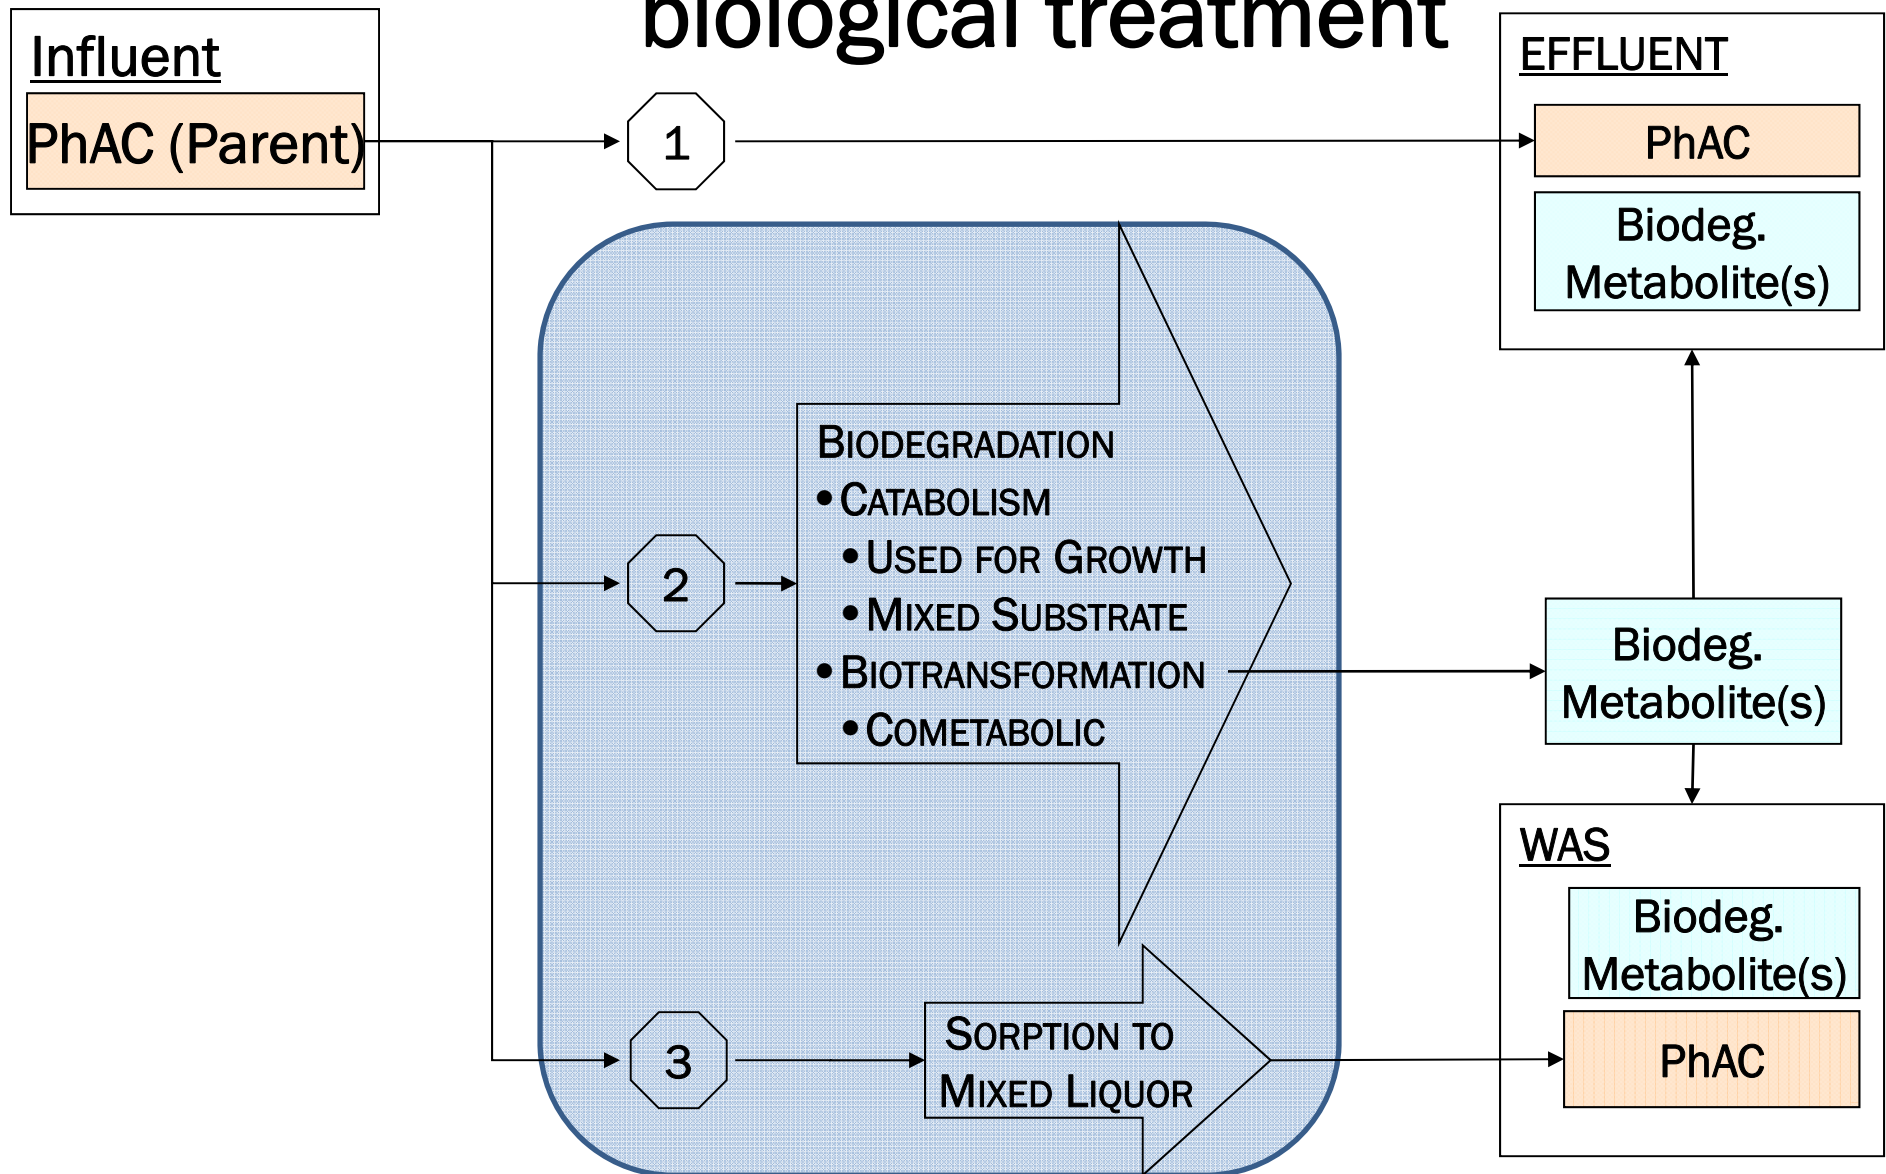 biological treatment
Influent
PhAC (Parent)
1
EFFLUENT
PhAC
Biodeg.
Metabolite(s)
2
BIODEGRADATION
• CATABOLISM
• USED FOR GROWTH
• MIXED SUBSTRATE
• BIOTRANSFORMATION
• COMETABOLIC
Biodeg.
Metabolite(s)
WAS
Biodeg.
Metabolite(s)
PhAC
3
SORPTION TO
MIXED LIQUOR